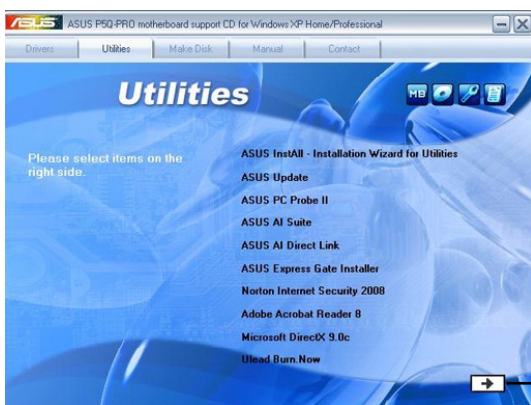 ASUS ASUS P5Q-PRO motherboard support CD for Windows XP Home/Professional
Drivers Utilities Make Disk Manual Contact
Utilities
MB
Please select items on the
right side.
ASUS InstAll - Installation Wizard for Utilities
ASUS Update
ASUS PC Probe II
ASUS AI Suite
ASUS AI Direct Link
ASUS Express Gate Installer
Norton Internet Security 2008
Adobe Acrobat Reader 8
Microsoft DirectX 9.0c
Ulead Burn.Now